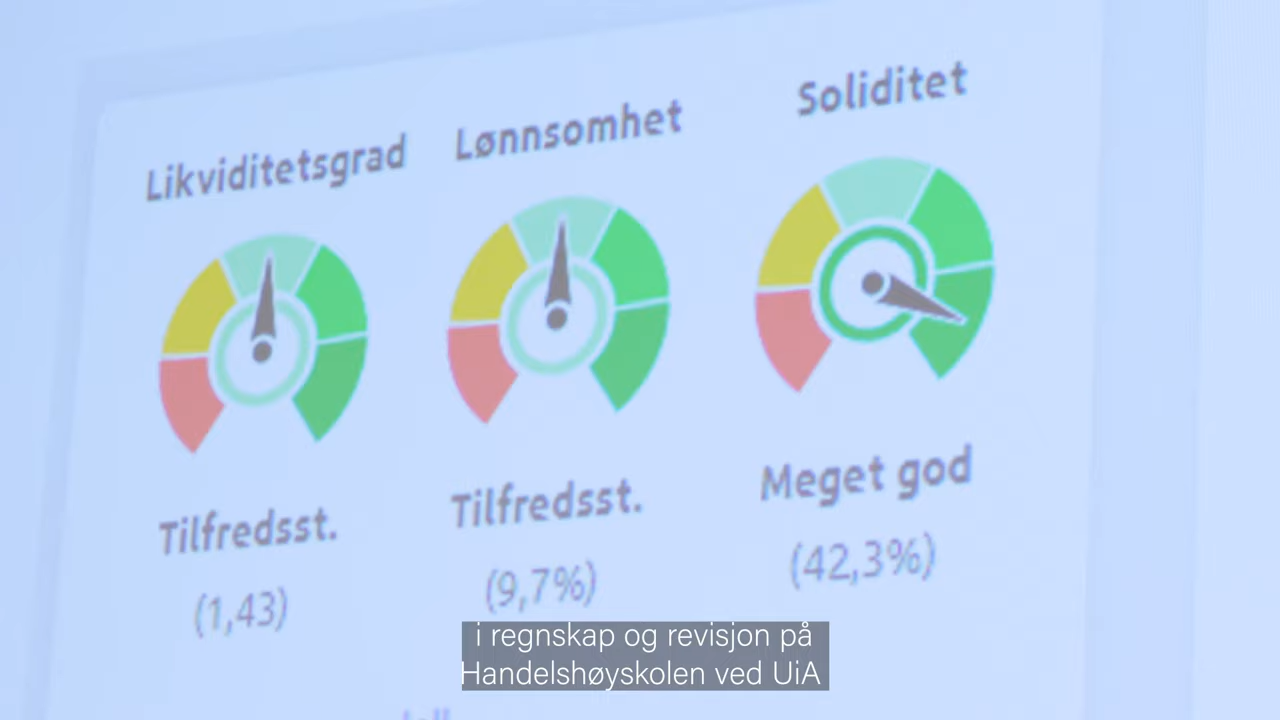 Likviditetsgrad
Lønnsomhet
Soliditet
Tilfredsst.
(1,43)
Tilfredsst.
(9,7%)
Meget god
(42,3%)
i regnskap og revisjon på
Handelshøyskolen ved UiA